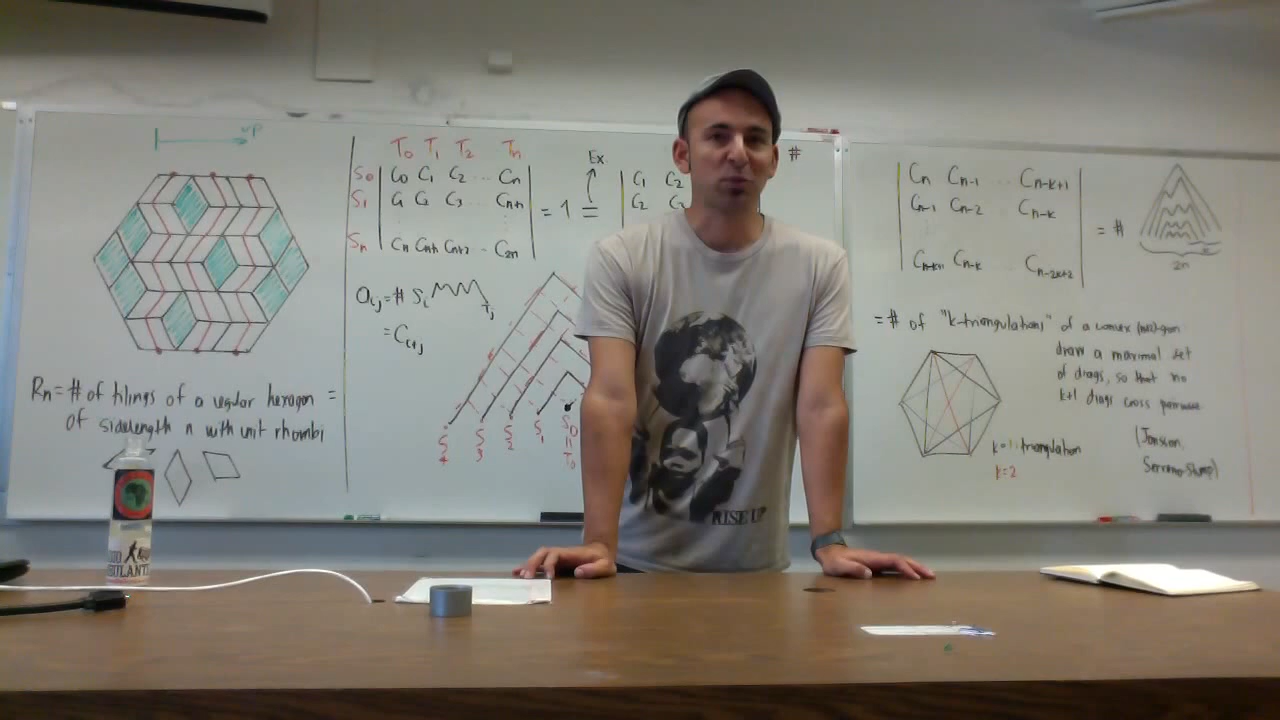 up
Rn = # of tilings of a regular hexagon =
of sidelength n with unit rhombi
T0 T1 T2 Tn
S0 C0 C1 C2 ... Cn
S1 C1 C2 C3 ... Cn+1
Sn Cn Cn+1 Cn+2 ... C2n
= 1 =
aij = # Si Tj
= Ci+j
S4 S3 S2 S1 S0
=
T0
Ex.
C1 C2
C2 C3
#
RISE UP
Cn Cn-1 ... Cn-k+1
Cn-1 Cn-2 ... Cn-k
Cn-k+1 Cn-k ... Cn-2k+2
= #
2n
= # of "k-triangulations" of a convex
draw a maximal set
of diags, so that no
k+1 diags cross pairwise
k=1: triangulation
k=2
(Jonsson,
Serrano-Stump)